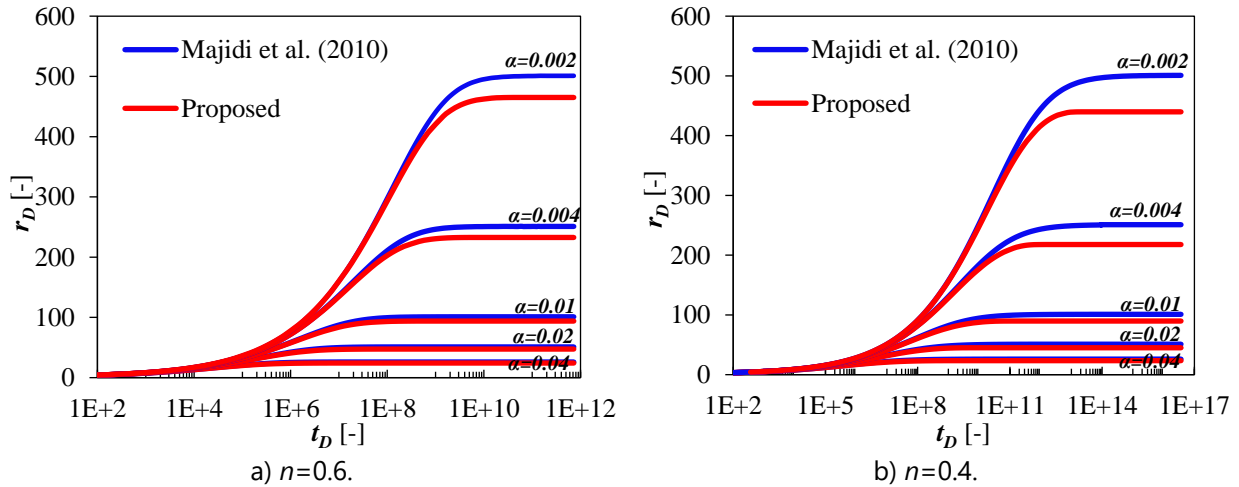 600
500
400
300
200
100
0
r_D [-]
Majidi et al. (2010)
Proposed
α=0.002
α=0.004
α=0.01
α=0.02
α=0.04
1E+2 1E+4 1E+6 1E+8 1E+10 1E+12
t_D [-]
a) n=0.6.
600
500
400
300
200
100
0
r_D [-]
Majidi et al. (2010)
Proposed
α=0.002
α=0.004
α=0.01
α=0.02
α=0.04
1E+2 1E+5 1E+8 1E+11 1E+14 1E+17
t_D [-]
b) n=0.4.